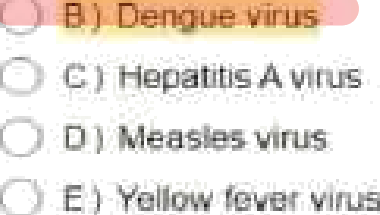 B) Dengue virus
C) Hepatitis A virus
D) Measles virus
E) Yellow fever virus